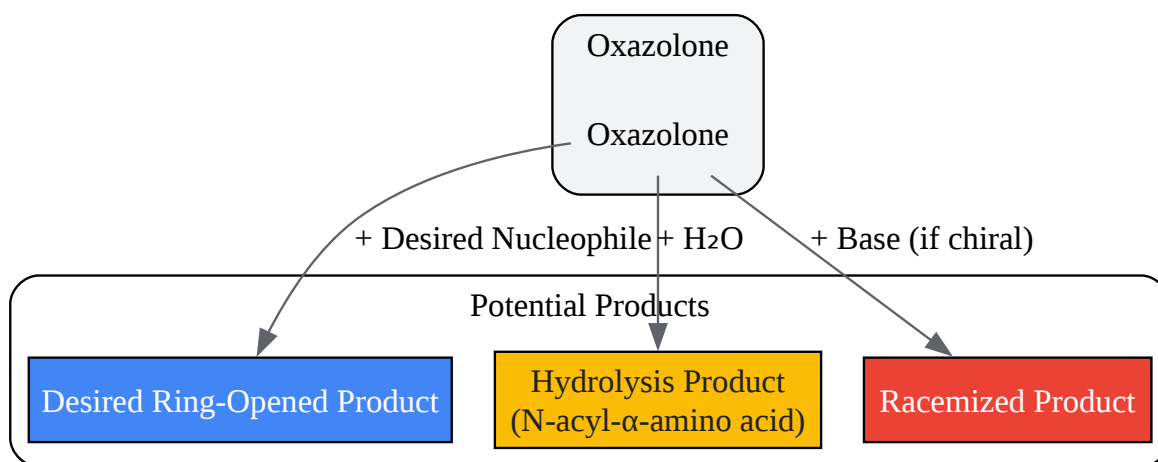 Oxazolone
Oxazolone
+ Desired Nucleophile
+ H₂O
+ Base (if chiral)
Potential Products
Desired Ring-Opened Product
Hydrolysis Product
(N-acyl-α-amino acid)
Racemized Product